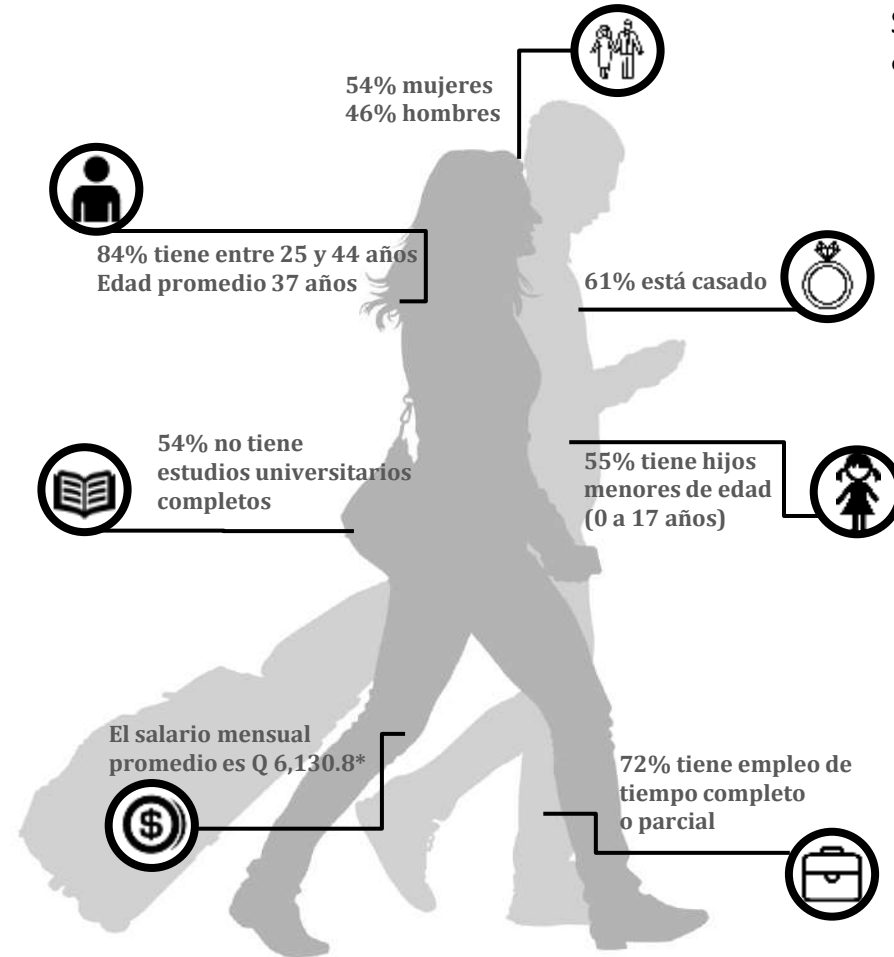 54% mujeres
46% hombres
84% tiene entre 25 y 44 años
Edad promedio 37 años
61% está casado
54% no tiene
estudios universitarios
completos
55% tiene hijos
menores de edad
(0 a 17 años)
El salario mensual
promedio es Q 6,130.8*
72% tiene empleo de
tiempo completo
o parcial